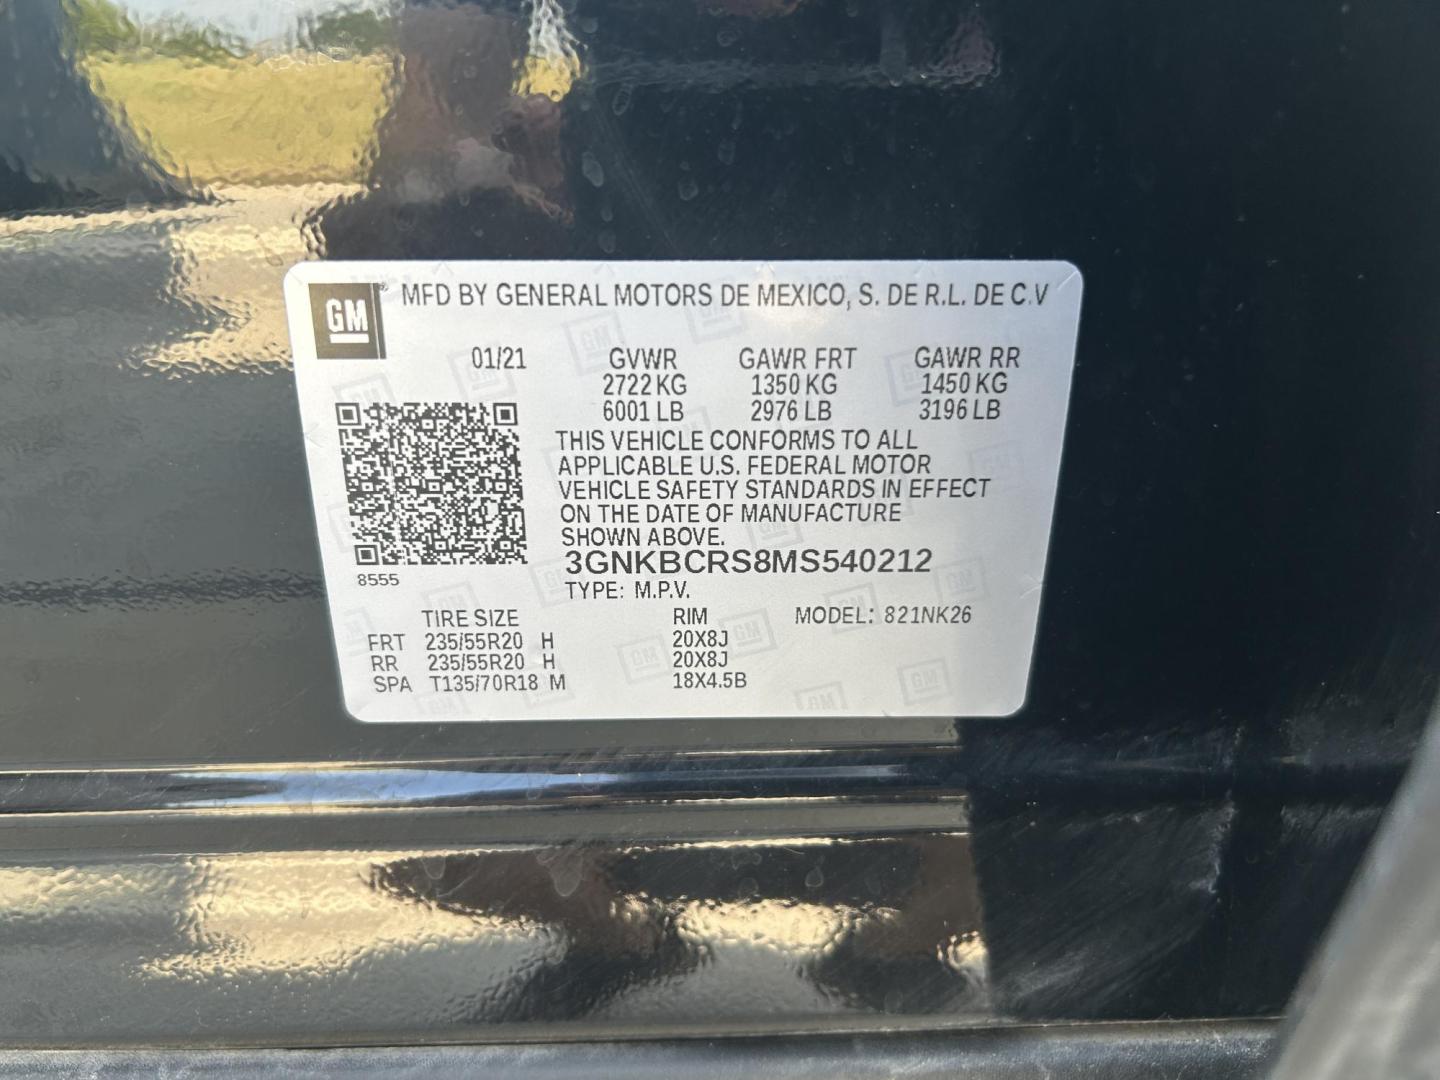 GM MFD BY GENERAL MOTORS DE MEXICO, S. DE R.L. DE C.V
01/21 GVWR GAWR FRT GAWR RR
2722 KG 1350 KG 1450 KG
6001 LB 2976 LB 3196 LB
THIS VEHICLE CONFORMS TO ALL
APPLICABLE U.S. FEDERAL MOTOR
VEHICLE SAFETY STANDARDS IN EFFECT
ON THE DATE OF MANUFACTURE
SHOWN ABOVE.
3GNKBCRS8MS540212
8555
TYPE: M.P.V.
TIRE SIZE RIM MODEL: 821NK26
FRT 235/55R20 H 20X8J
RR 235/55R20 H 20X8J
SPA T135/70R18 M 18X4.5B